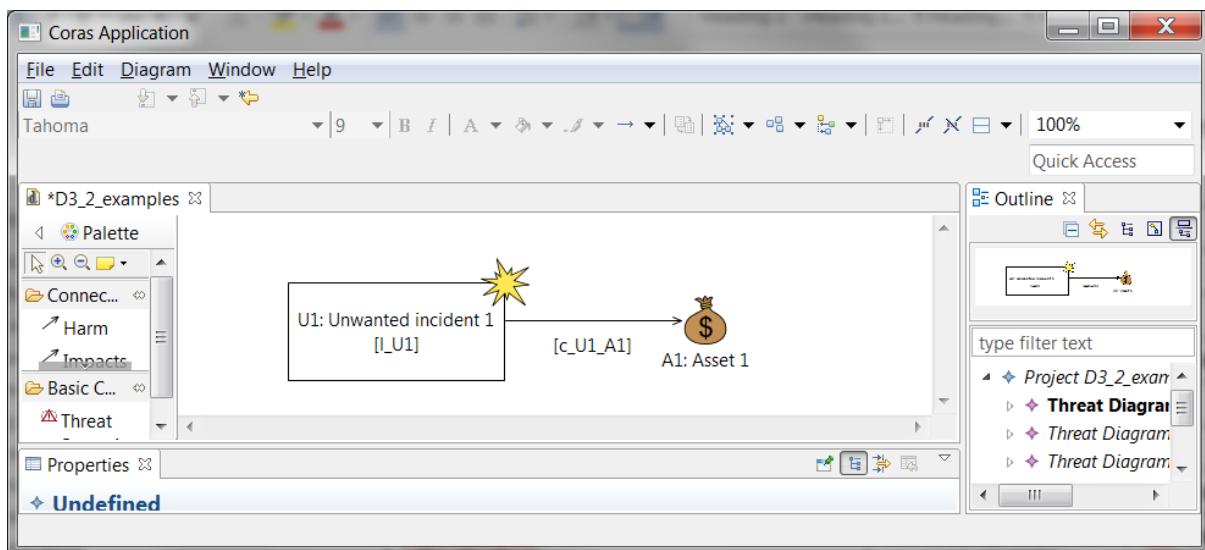 Coras Application
File Edit Diagram Window Help
Tahoma 9 B I A 100%
Quick Access
*D3_2_examples
Outline
Palette
Connec...
Harm
Impacts
Basic C...
Threat
U1: Unwanted incident 1
[l_U1]
[c_U1_A1]
$
A1: Asset 1
type filter text
Project D3_2_exam
Threat Diagram
Threat Diagram
Threat Diagram
Properties
Undefined